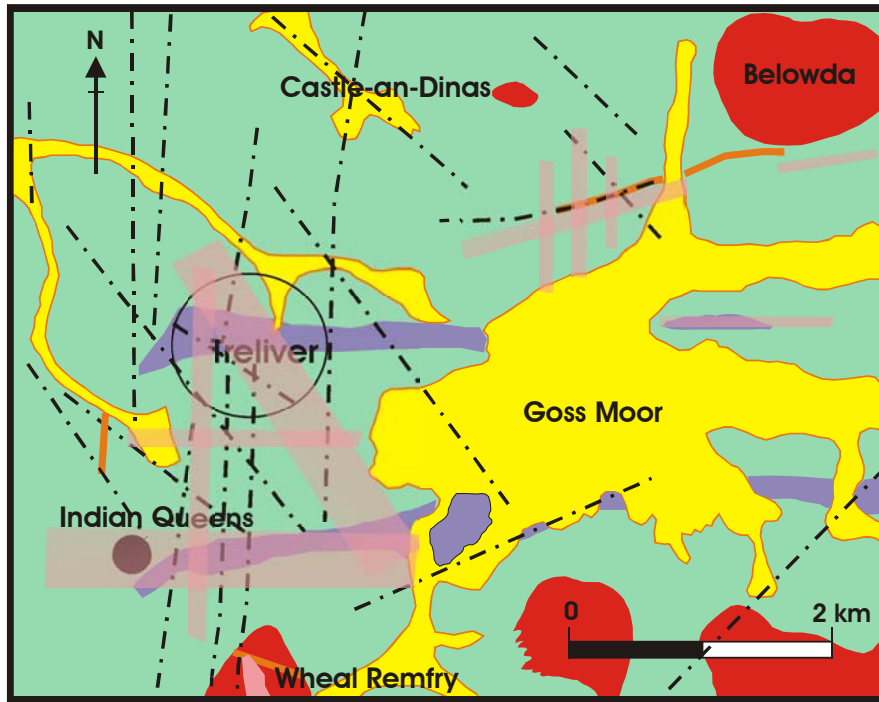 N
Castle-an-Dinas
Belowda
Treliver
Goss Moor
Indian Queens
0
2 km
Wheal Remfry